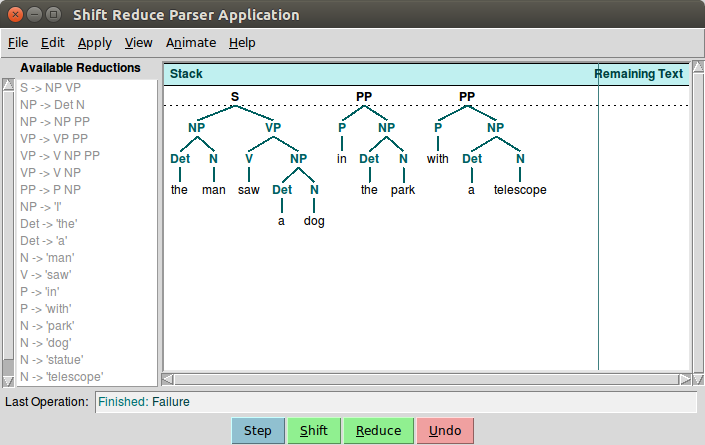 Shift Reduce Parser Application
File Edit Apply View Animate Help
Available Reductions
S -> NP VP
NP -> Det N
NP -> NP PP
VP -> VP PP
VP -> V NP PP
VP -> V NP
PP -> P NP
NP -> 'I'
Det -> 'the'
Det -> 'a'
N -> 'man'
V -> 'saw'
P -> 'in'
P -> 'with'
N -> 'park'
N -> 'dog'
N -> 'statue'
N -> 'telescope'
Stack Remaining Text
S PP PP
NP VP P NP P NP
Det N V NP in Det N with Det N
the man saw Det N the park a telescope
a dog
Last Operation: Finished: Failure
Step Shift Reduce Undo